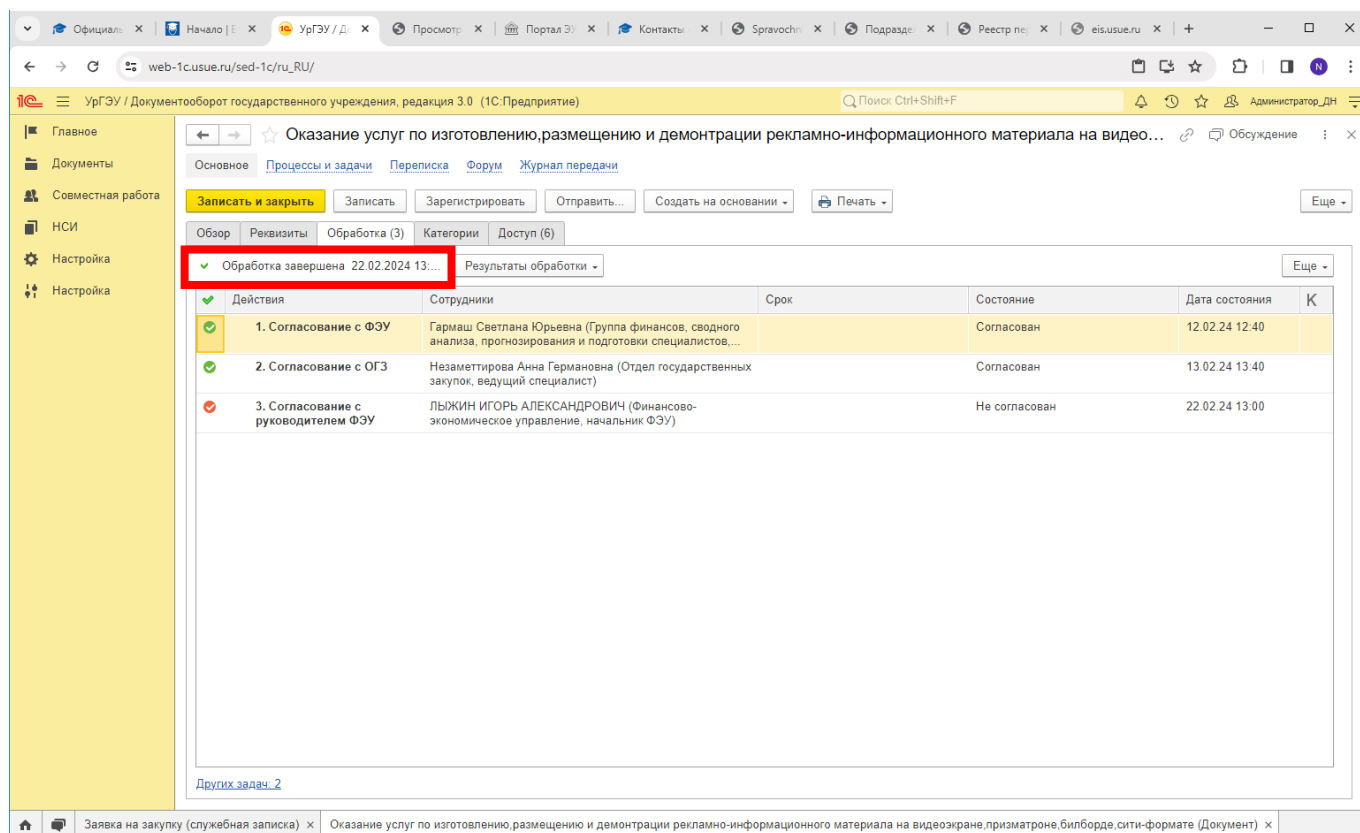 Официаль
Начало | Е
УрГЭУ / Д
Просмотр
Портал ЭУ
Контакты
Spravochn
Подраздел
Реестр пер
eis.usue.ru
web-1c.usue.ru/sed-1c/ru_RU/
N
УрГЭУ / Документооборот государственного учреждения, редакция 3.0 (1С:Предприятие)
Поиск Ctrl+Shift+F
Администратор_ДН
Главное
Документы
Совместная работа
НСИ
Настройка
Настройка
Оказание услуг по изготовлению,размещению и демонтрации рекламно-информационного материала на видео...
Обсуждение
Основное Процессы и задачи Переписка Форум Журнал передачи
Записать и закрыть Записать Зарегистрировать Отправить... Создать на основании Печать Еще
Обзор Реквизиты Обработка (3) Категории Доступ (6)
Обработка завершена 22.02.2024 13:... Результаты обработки Еще
Действия Сотрудники Срок Состояние Дата состояния К
1. Согласование с ФЭУ Гармаш Светлана Юрьевна (Группа финансов, сводного Согласован 12.02.24 12:40
анализа, прогнозирования и подготовки специалистов,...
2. Согласование с ОГЗ Незаметтирова Анна Германовна (Отдел государственных Согласован 13.02.24 13:40
закупок, ведущий специалист)
3. Согласование с ЛЫЖИН ИГОРЬ АЛЕКСАНДРОВИЧ (Финансово- Не согласован 22.02.24 13:00
руководителем ФЭУ экономическое управление, начальник ФЭУ)
Других задач: 2
Заявка на закупку (служебная записка) Оказание услуг по изготовлению,размещению и демонтрации рекламно-информационного материала на видеоэкране,призматроне,билборде,сити-формате (Документ)